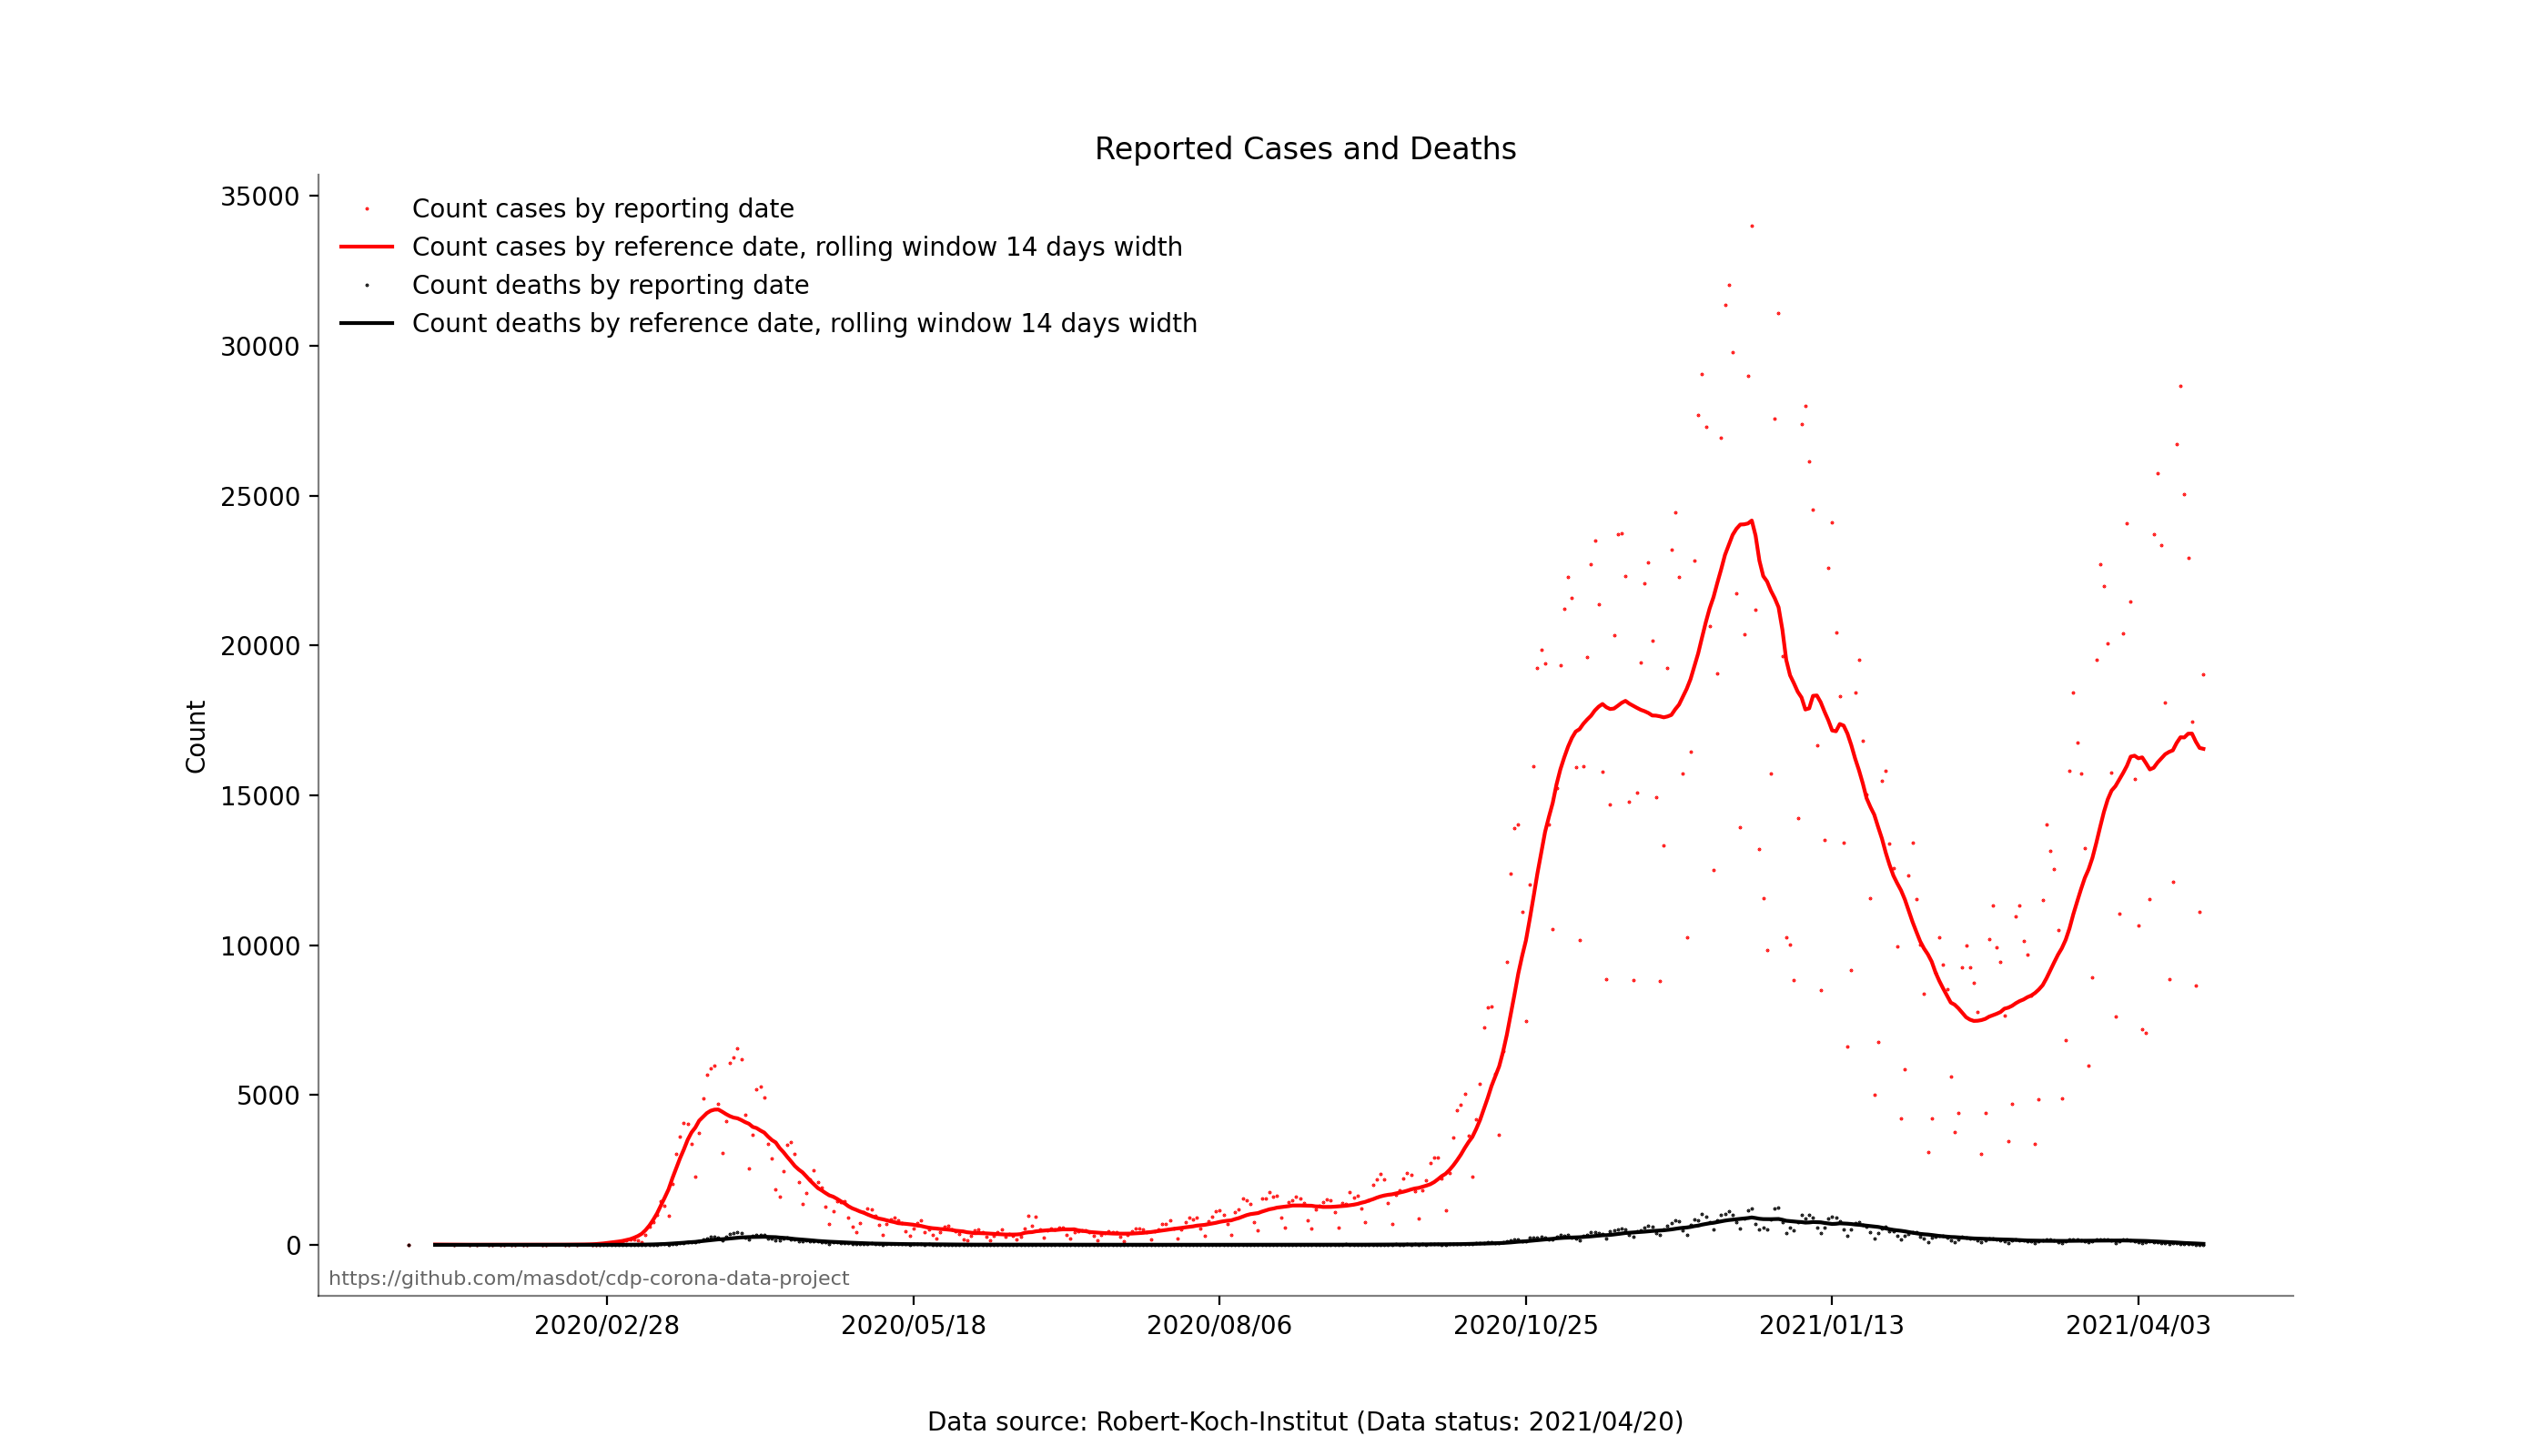 Reported Cases and Deaths
35000
30000
25000
20000
15000
10000
5000
0
Count
Count cases by reporting date
Count cases by reference date, rolling window 14 days width
Count deaths by reporting date
Count deaths by reference date, rolling window 14 days width
https://github.com/masdot/cdp-corona-data-project
2020/02/28 2020/05/18 2020/08/06 2020/10/25 2021/01/13 2021/04/03
Data source: Robert-Koch-Institut (Data status: 2021/04/20)